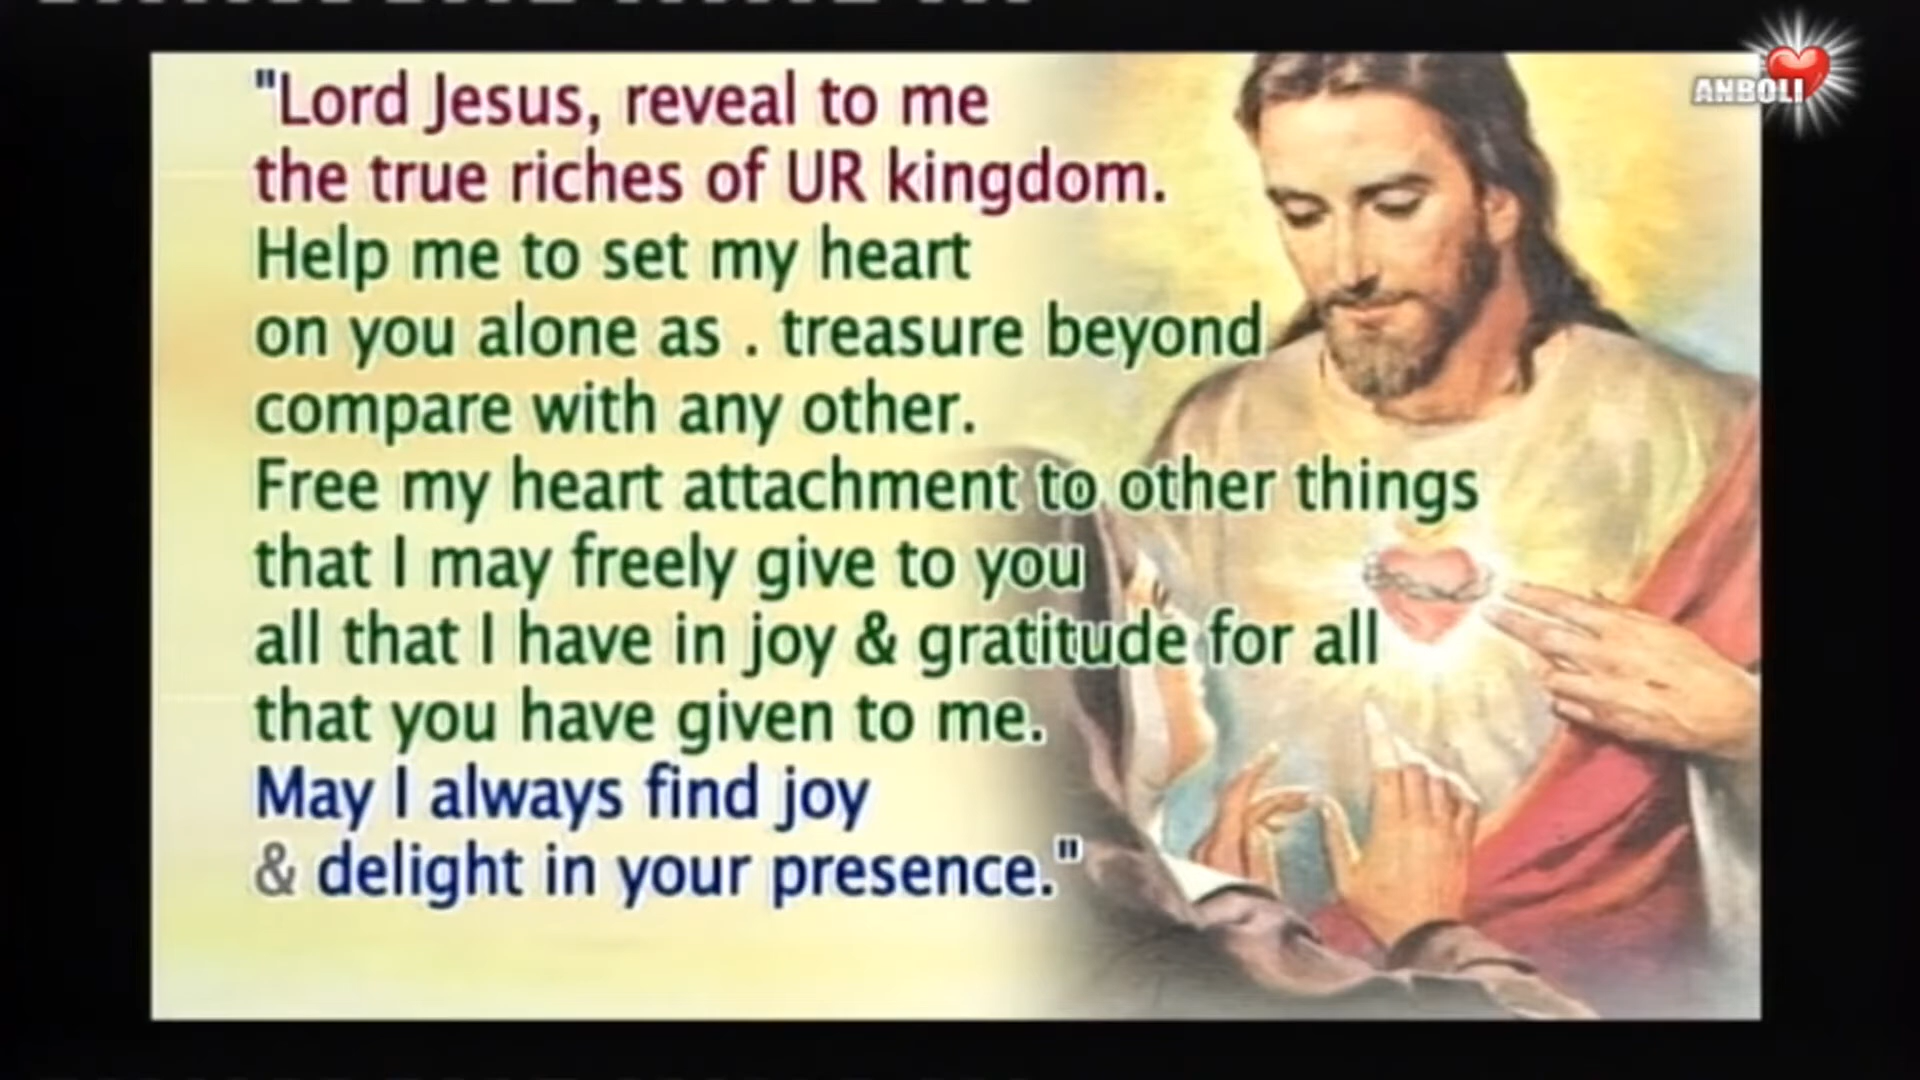 ANBOLI
"Lord Jesus, reveal to me
the true riches of UR kingdom.
Help me to set my heart
on you alone as . treasure beyond
compare with any other.
Free my heart attachment to other things
that I may freely give to you
all that I have in joy & gratitude for all
that you have given to me.
May I always find joy
& delight in your presence."